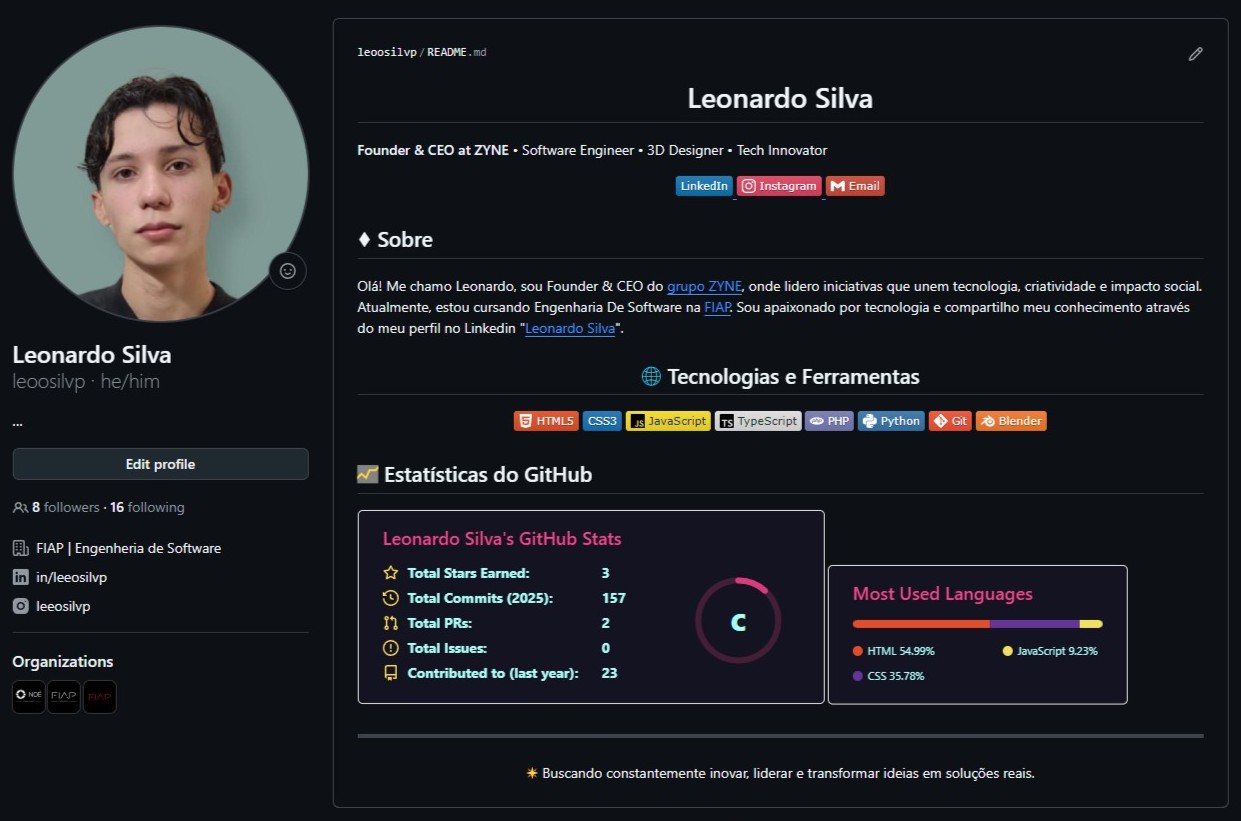 Leonardo Silva
leoosilvp · he/him
...
Edit profile
8 followers · 16 following
FIAP | Engenheria de Software
in/leeosilvp
leeosilvp
Organizations
NOE
FIAP
FIAP
leoosilvp/README.md
Leonardo Silva
Founder & CEO at ZYNE • Software Engineer • 3D Designer • Tech Innovator
LinkedIn Instagram Email
Sobre
Olá! Me chamo Leonardo, sou Founder & CEO do grupo ZYNE, onde lidero iniciativas que unem tecnologia, criatividade e impacto social.
Atualmente, estou cursando Engenharia De Software na FIAP. Sou apaixonado por tecnologia e compartilho meu conhecimento através
do meu perfil no Linkedin "Leonardo Silva".
Tecnologias e Ferramentas
HTML5 CSS3 JS JavaScript TS TypeScript php PHP Python Git Blender
Estatísticas do GitHub
Leonardo Silva's GitHub Stats
Total Stars Earned: 3
Total Commits (2025): 157
Total PRs: 2
Total Issues: 0
Contributed to (last year): 23
C
Most Used Languages
HTML 54.99% JavaScript 9.23%
CSS 35.78%
Buscando constantemente inovar, liderar e transformar ideias em soluções reais.